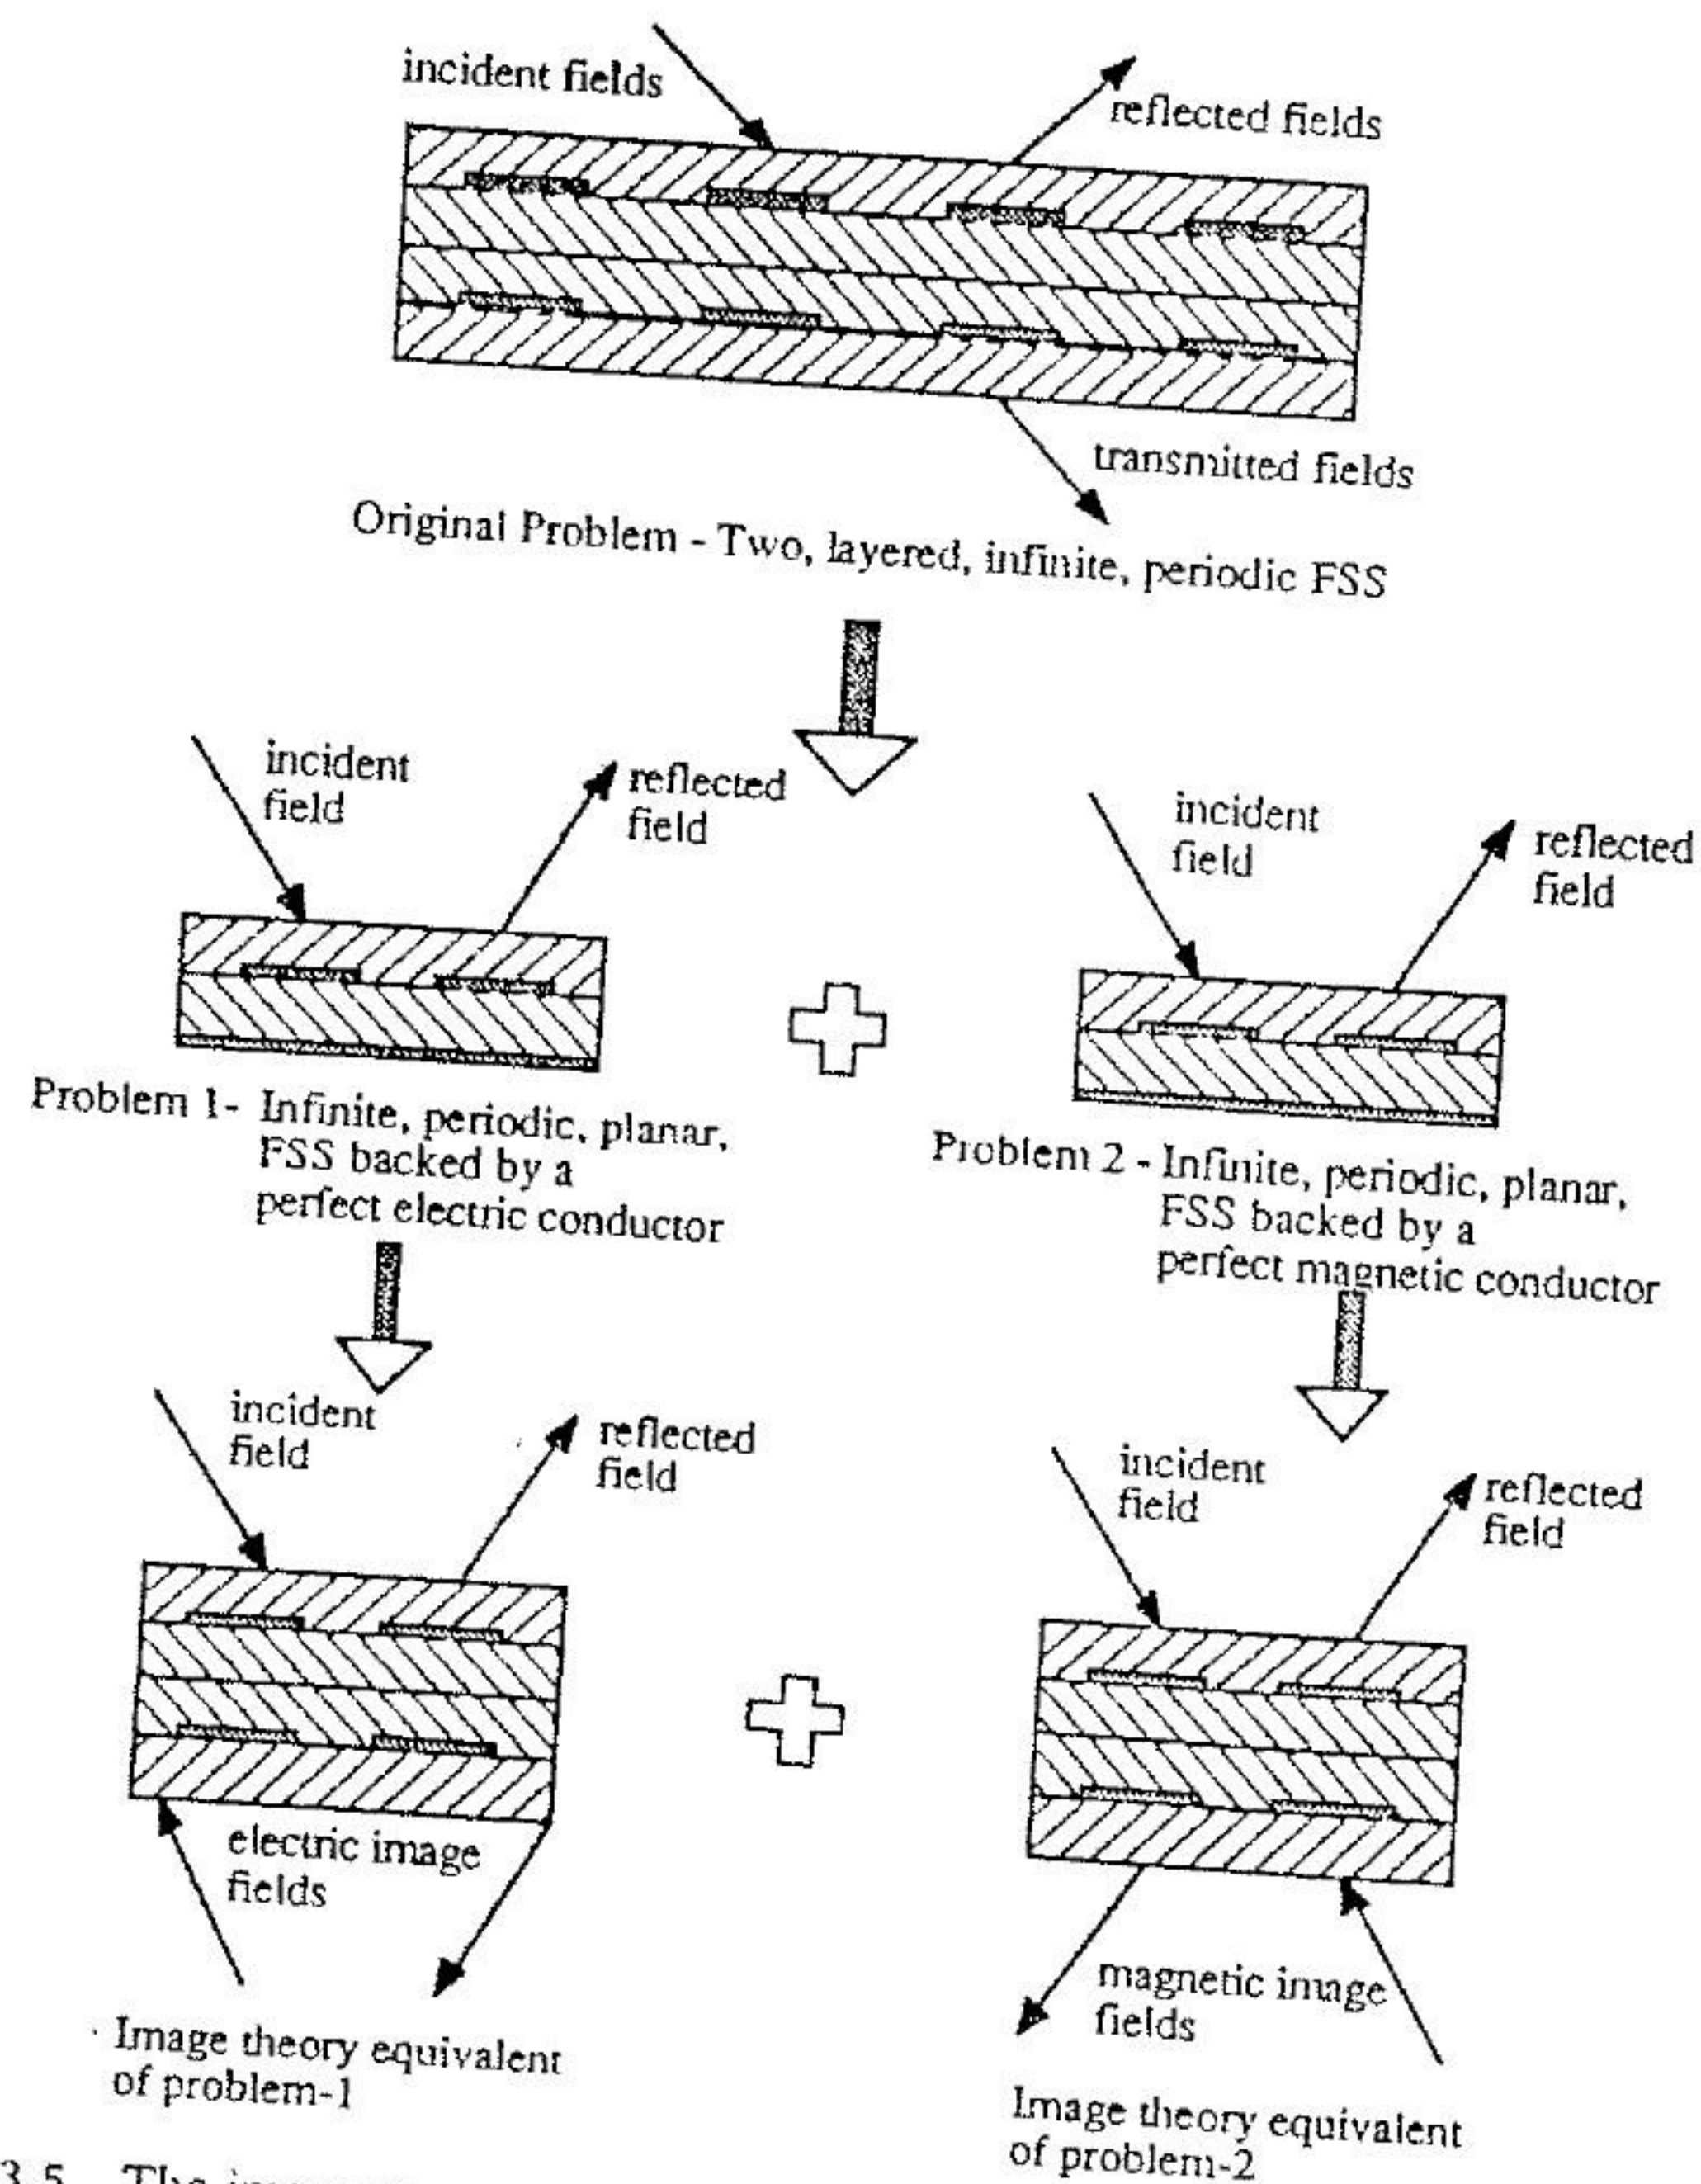 incident fields
reflected fields
transmitted fields
Original Problem - Two, layered, infinite, periodic FSS
incident
field
reflected
field
incident
field
reflected
field
Problem 1- Infinite, periodic, planar,
FSS backed by a
perfect electric conductor
Problem 2 - Infinite, periodic, planar,
FSS backed by a
perfect magnetic conductor
incident
field
reflected
field
incident
field
reflected
field
electric image
fields
magnetic image
fields
Image theory equivalent
of problem-1
Image theory equivalent
of problem-2
3.5 The